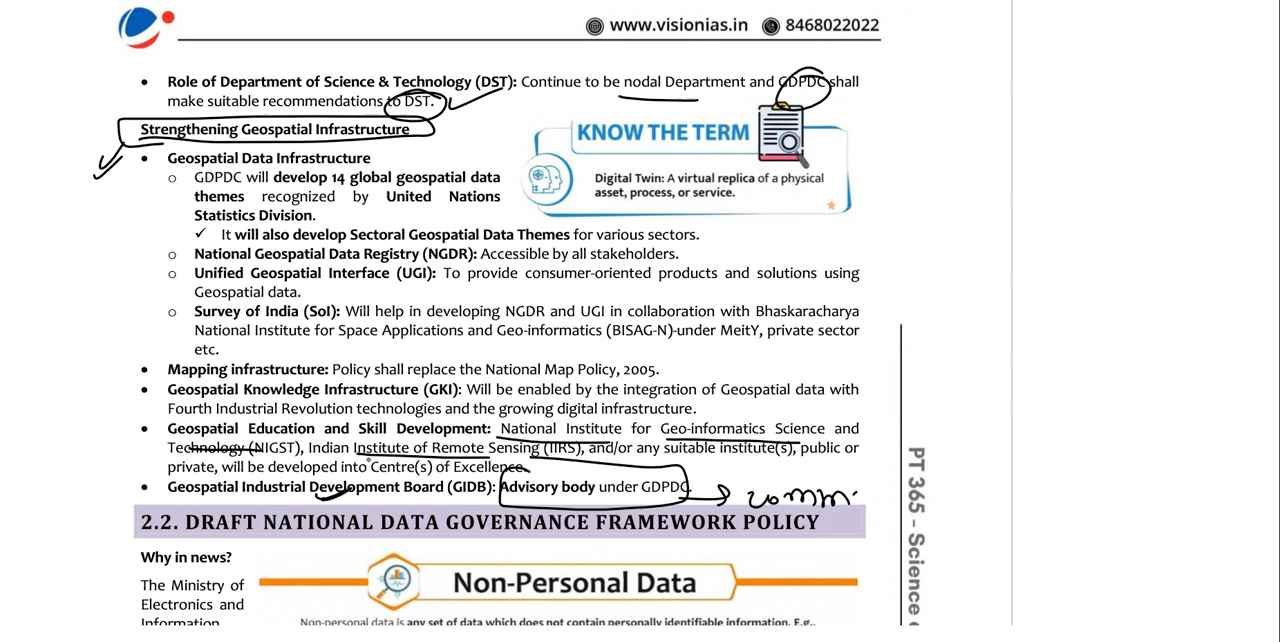 www.visionias.in 8468022022
• Role of Department of Science & Technology (DST): Continue to be nodal Department and GDPDC shall
make suitable recommendations to DST.
Strengthening Geospatial Infrastructure
KNOW THE TERM
Digital Twin: A virtual replica of a physical
asset, process, or service.
• Geospatial Data Infrastructure
o GDPDC will develop 14 global geospatial data
themes recognized by United Nations
Statistics Division.
✓ It will also develop Sectoral Geospatial Data Themes for various sectors.
o National Geospatial Data Registry (NGDR): Accessible by all stakeholders.
o Unified Geospatial Interface (UGI): To provide consumer-oriented products and solutions using
Geospatial data.
o Survey of India (SoI): Will help in developing NGDR and UGI in collaboration with Bhaskaracharya
National Institute for Space Applications and Geo-informatics (BISAG-N)-under MeitY, private sector
etc.
• Mapping infrastructure: Policy shall replace the National Map Policy, 2005.
• Geospatial Knowledge Infrastructure (GKI): Will be enabled by the integration of Geospatial data with
Fourth Industrial Revolution technologies and the growing digital infrastructure.
• Geospatial Education and Skill Development: National Institute for Geo-informatics Science and
Technology (NIGST), Indian Institute of Remote Sensing (IIRS), and/or any suitable institute(s), public or
private, will be developed into Centre(s) of Excellence.
• Geospatial Industrial Development Board (GIDB): Advisory body under GDPDC.
2.2. DRAFT NATIONAL DATA GOVERNANCE FRAMEWORK POLICY
Why in news?
The Ministry of
Electronics and
Information
Non-Personal Data
Non-personal data is any set of data which does not contain personally identifiable information. E.g.,
PT 365 - Science